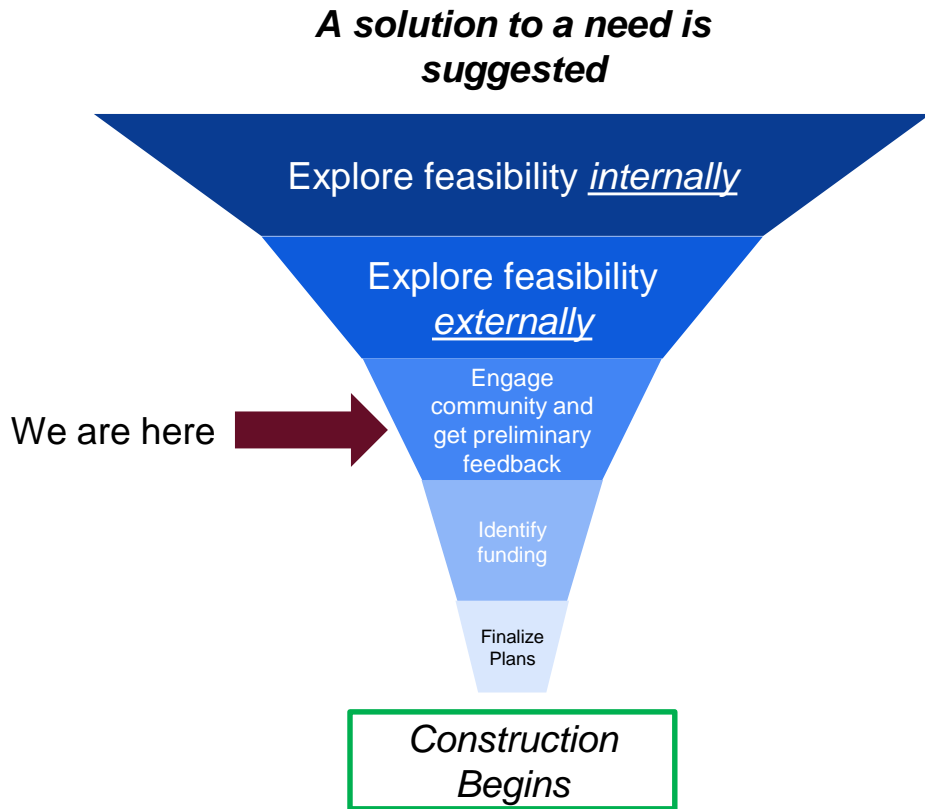 A solution to a need is
suggested
Explore feasibility internally
Explore feasibility
externally
Engage
community and
get preliminary
feedback
We are here
Identify
funding
Finalize
Plans
Construction
Begins